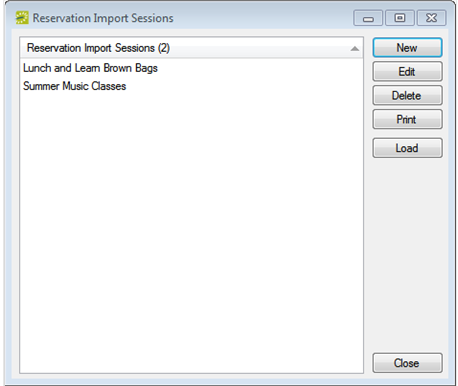 Reservation Import Sessions
Reservation Import Sessions (2)
Lunch and Learn Brown Bags
Summer Music Classes
New
Edit
Delete
Print
Load
Close